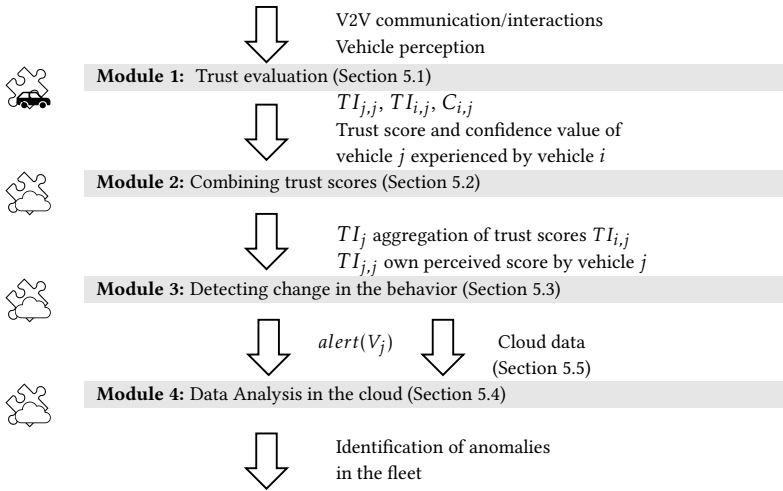 V2V communication/interactions
Vehicle perception
Module 1: Trust evaluation (Section 5.1)
TI_{j,j}, TI_{i,j}, C_{i,j}
Trust score and confidence value of
vehicle j experienced by vehicle i
Module 2: Combining trust scores (Section 5.2)
TI_j aggregation of trust scores TI_{i,j}
TI_{j,j} own perceived score by vehicle j
Module 3: Detecting change in the behavior (Section 5.3)
alert(V_j)
Cloud data
(Section 5.5)
Module 4: Data Analysis in the cloud (Section 5.4)
Identification of anomalies
in the fleet